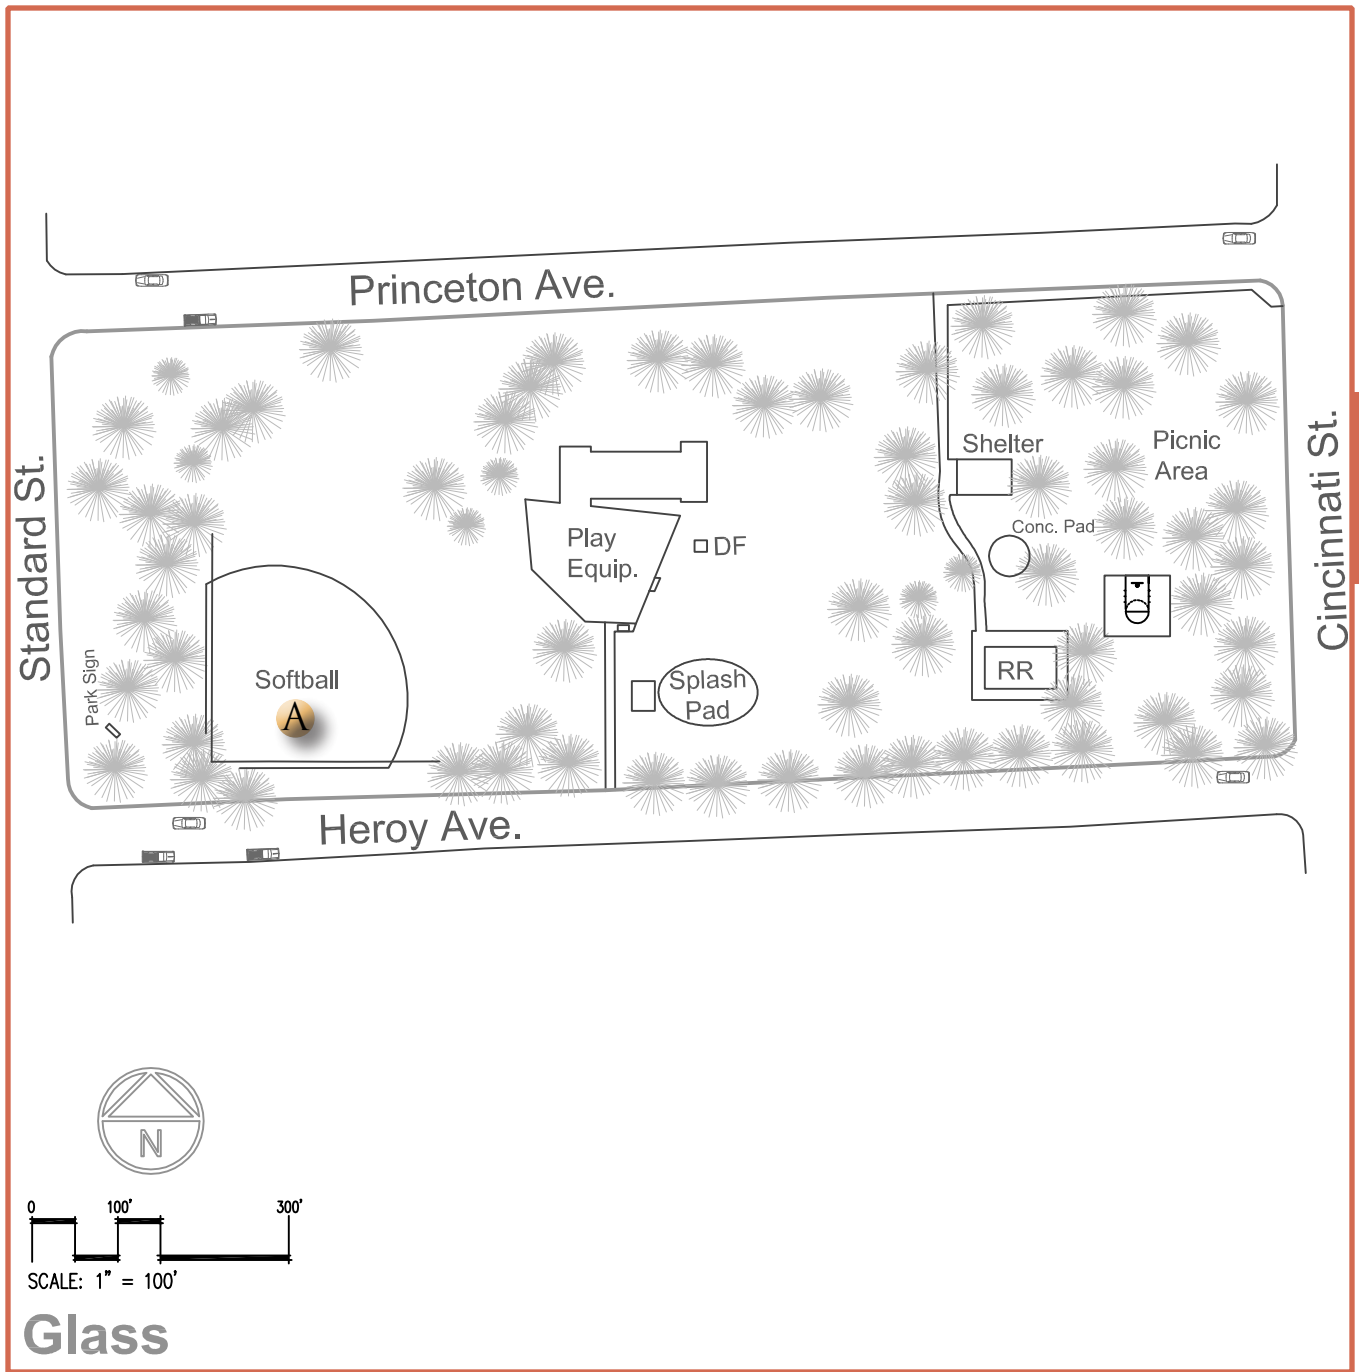 Princeton Ave.
Shelter
Picnic
Area
Cincinnati St.
Standard St.
Conc. Pad
Play
Equip.
DF
Park Sign
Softball
A
Splash
Pad
RR
Heroy Ave.
N
0 100' 300'
SCALE: 1" = 100'
Glass